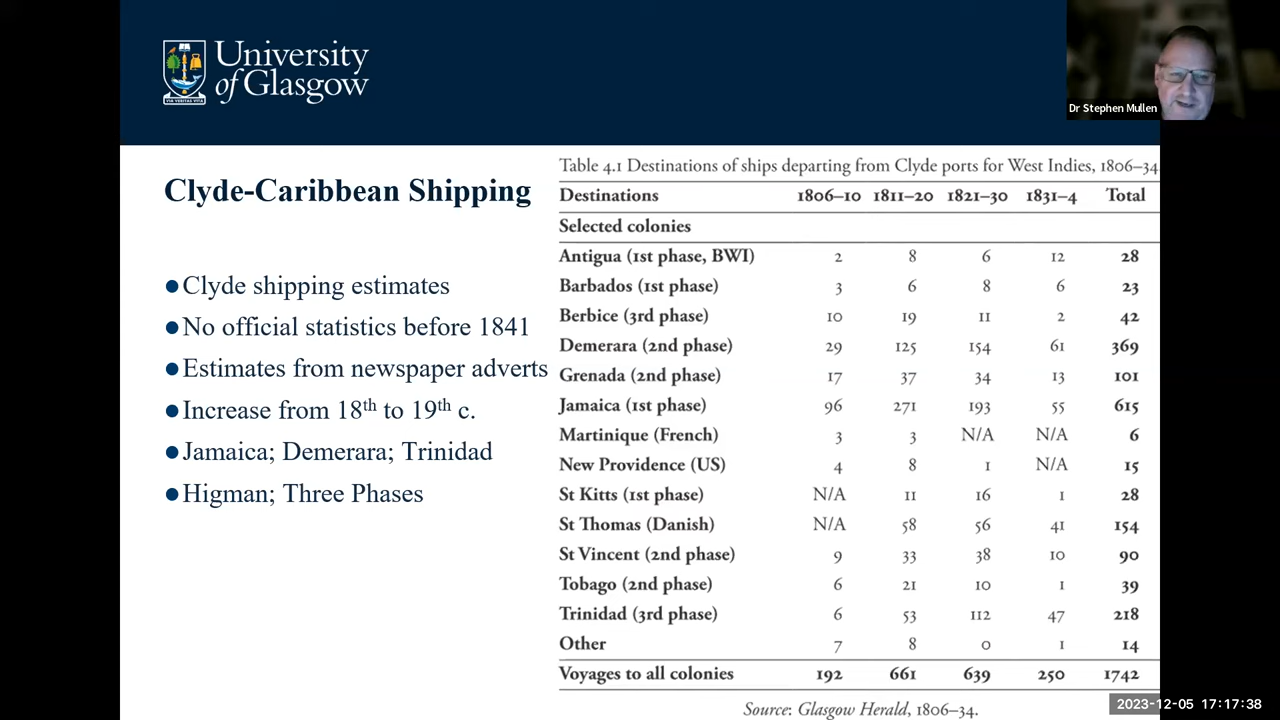 University
of Glasgow
VIA VERITAS VITA
Dr Stephen Mullen
Clyde-Caribbean Shipping
●Clyde shipping estimates
●No official statistics before 1841
●Estimates from newspaper adverts
●Increase from 18th to 19th c.
●Jamaica; Demerara; Trinidad
●Higman; Three Phases
Table 4.1 Destinations of ships departing from Clyde ports for West Indies, 1806–34
Destinations 1806–10 1811–20 1821–30 1831–4 Total
Selected colonies
Antigua (1st phase, BWI) 2 8 6 12 28
Barbados (1st phase) 3 6 8 6 23
Berbice (3rd phase) 10 19 11 2 42
Demerara (2nd phase) 29 125 154 61 369
Grenada (2nd phase) 17 37 34 13 101
Jamaica (1st phase) 96 271 193 55 615
Martinique (French) 3 3 N/A N/A 6
New Providence (US) 4 8 1 N/A 15
St Kitts (1st phase) N/A 11 16 1 28
St Thomas (Danish) N/A 58 56 41 154
St Vincent (2nd phase) 9 33 38 10 90
Tobago (2nd phase) 6 21 10 1 39
Trinidad (3rd phase) 6 53 112 47 218
Other 7 8 0 1 14
Voyages to all colonies 192 661 639 250 1742
Source: Glasgow Herald, 1806–34.
2023-12-05 17:17:38